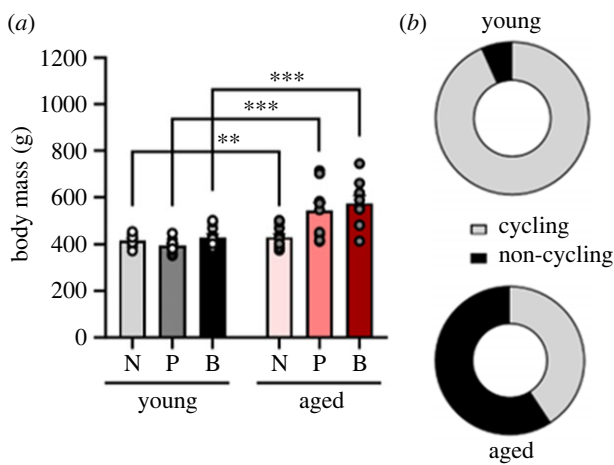 (a)
1200
1000
800
600
400
200
0
body mass (g)
***
***
**
N P B N P B
young aged
(b)
young
cycling
non-cycling
aged